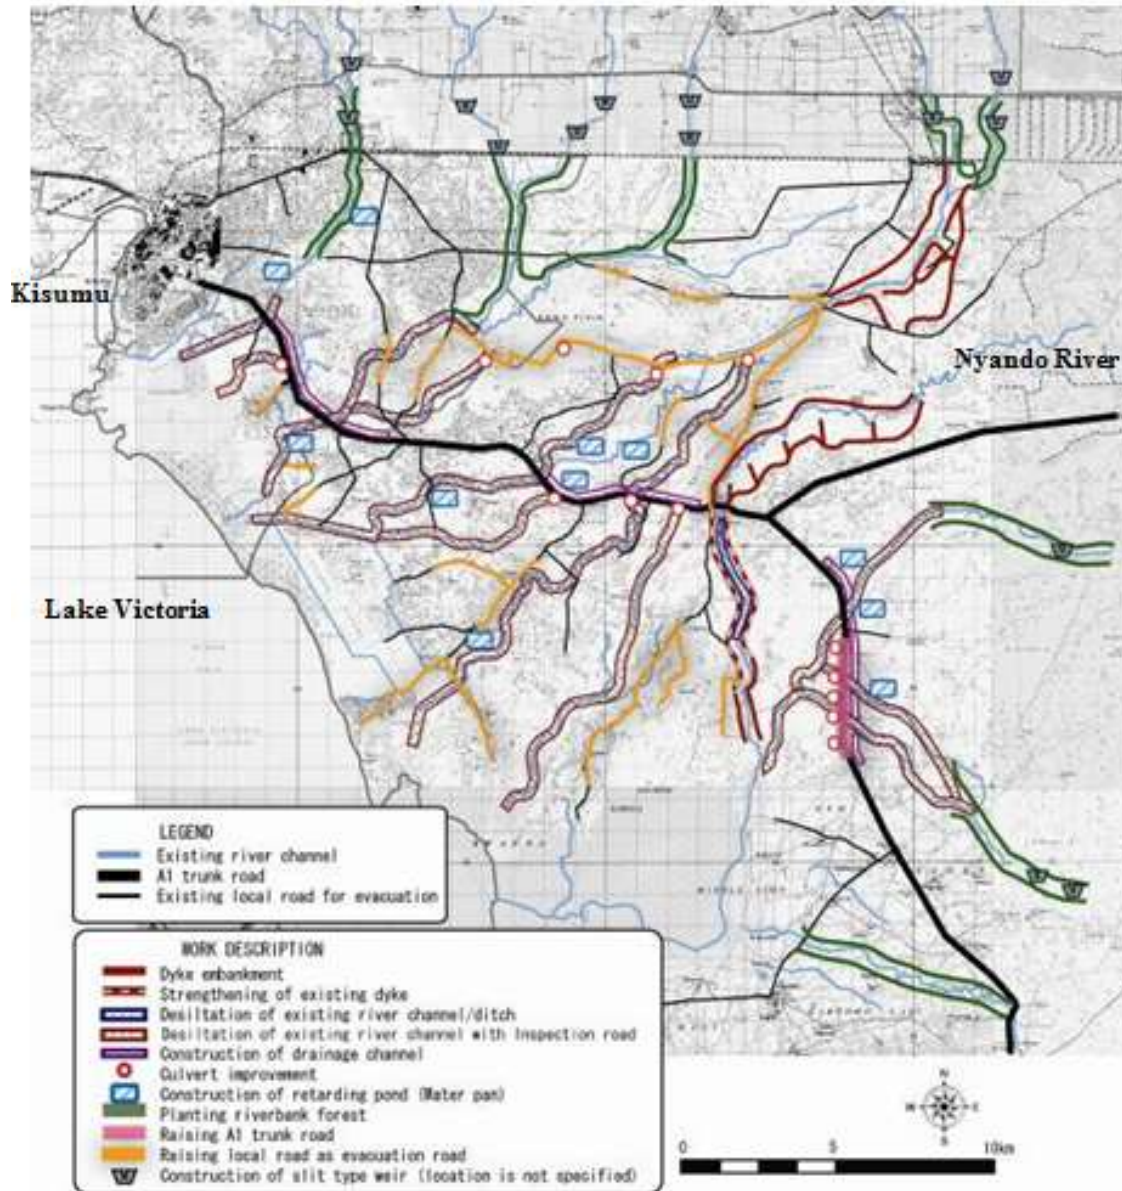 Kisumu
Nyando River
Lake Victoria
LEGEND
Existing river channel
A1 trunk road
Existing local road for evacuation
WORK DESCRIPTION
Dyke embankment
Strengthening of existing dyke
Desiltation of existing river channel/ditch
Desiltation of existing river channel with Inspection road
Construction of drainage channel
Culvert improvement
Construction of retarding pond (Water pan)
Planting riverbank forest
Raising A1 trunk road
Raising local road as evacuation road
Construction of slit type weir (location is not specified)
N
W E
S
0 5 10km